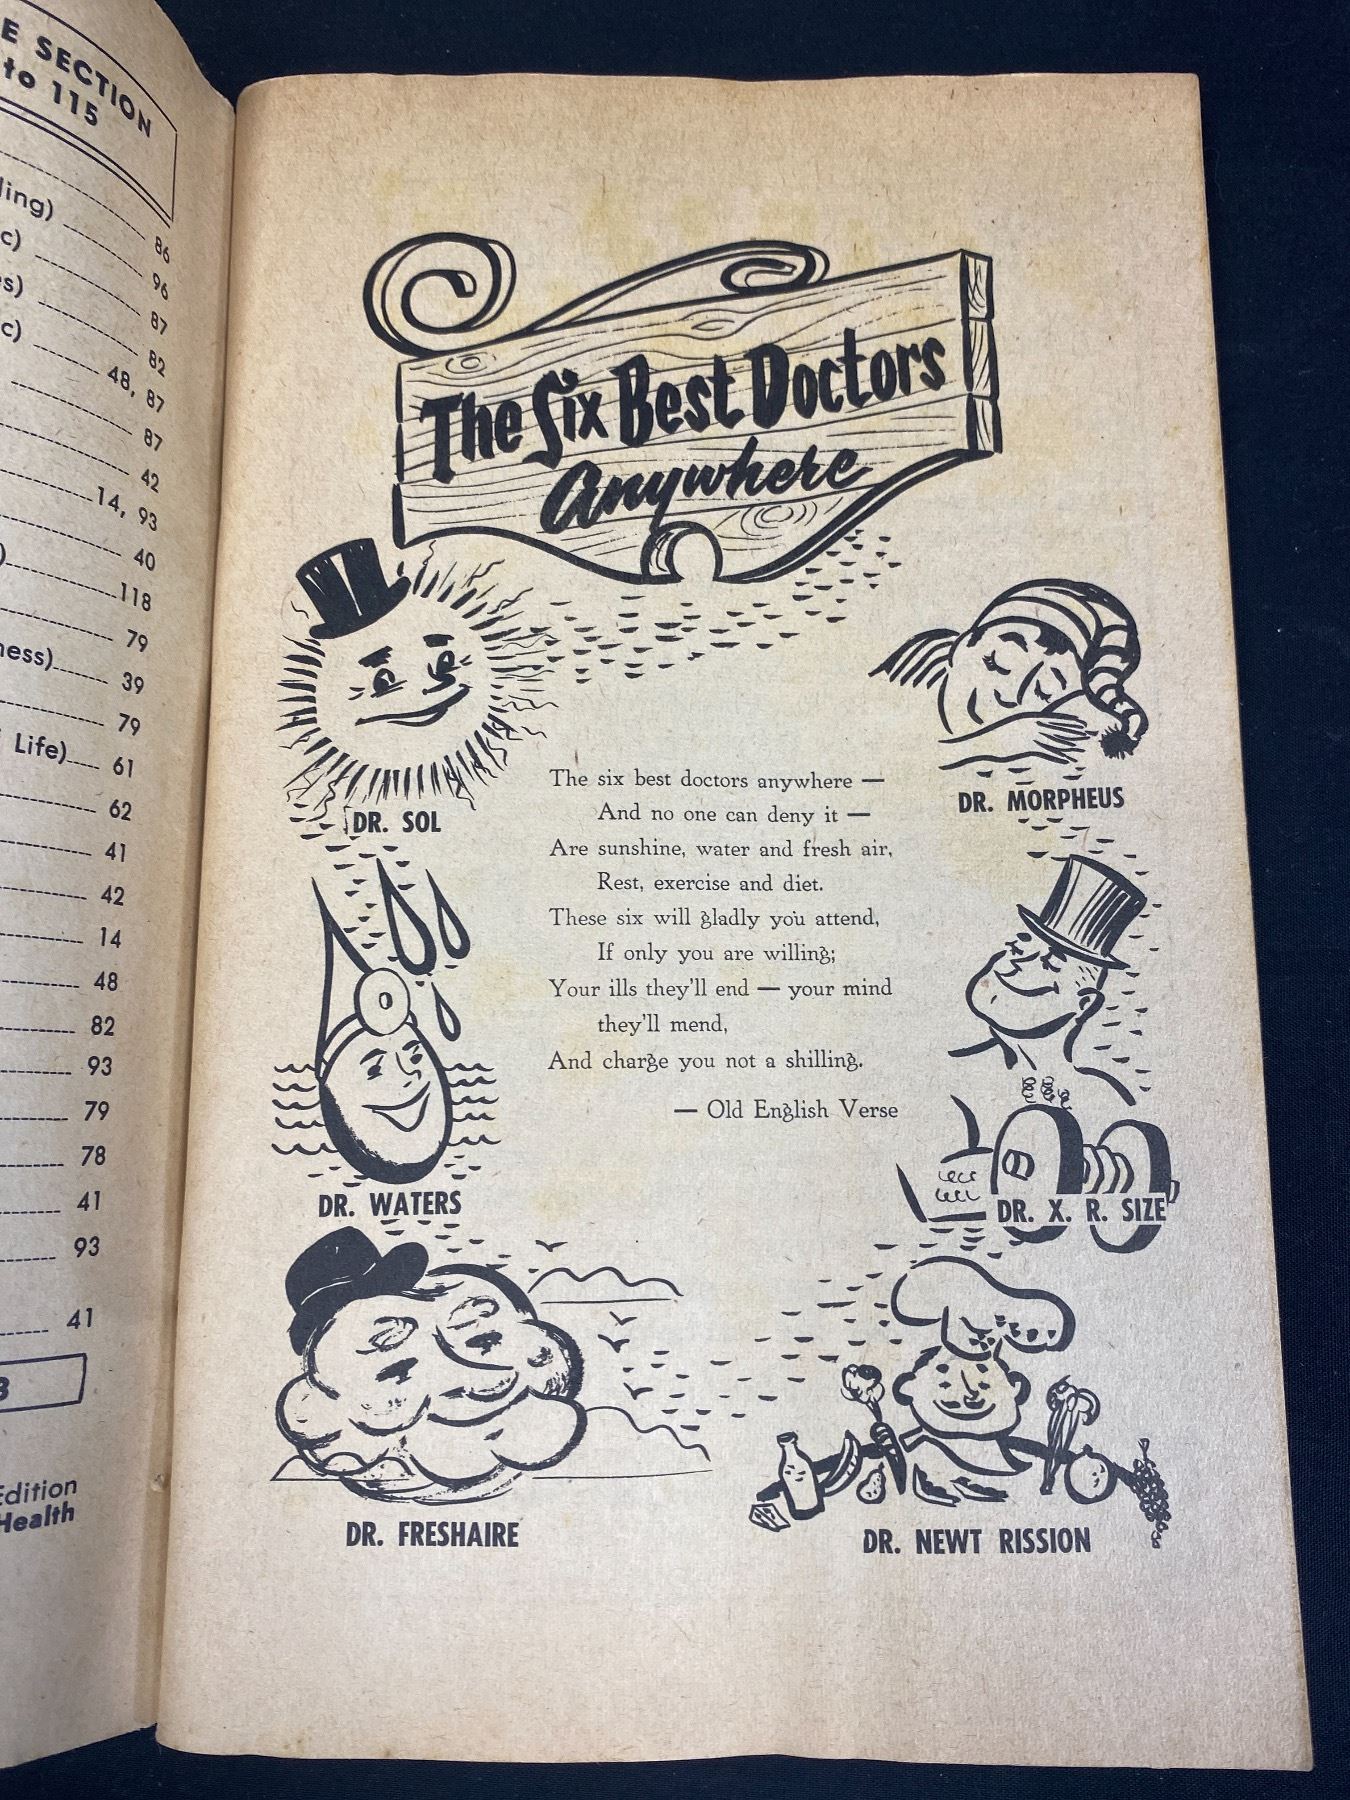 E SECTION
to 115
86
ling)
96
c)
87
s)
82
c)
48, 87
87
42
14, 93
40
)
118
79
ness)
39
79
Life)
61
62
41
42
14
48
82
93
79
78
41
93
41
Edition
Health
The Six Best Doctors
Anywhere
DR. SOL
DR. MORPHEUS
The six best doctors anywhere —
And no one can deny it —
Are sunshine, water and fresh air,
Rest, exercise and diet.
These six will gladly you attend,
If only you are willing;
Your ills they'll end — your mind
they'll mend,
And charge you not a shilling.
— Old English Verse
DR. WATERS
DR. X. R. SIZE
DR. FRESHAIRE
DR. NEWT RISSION